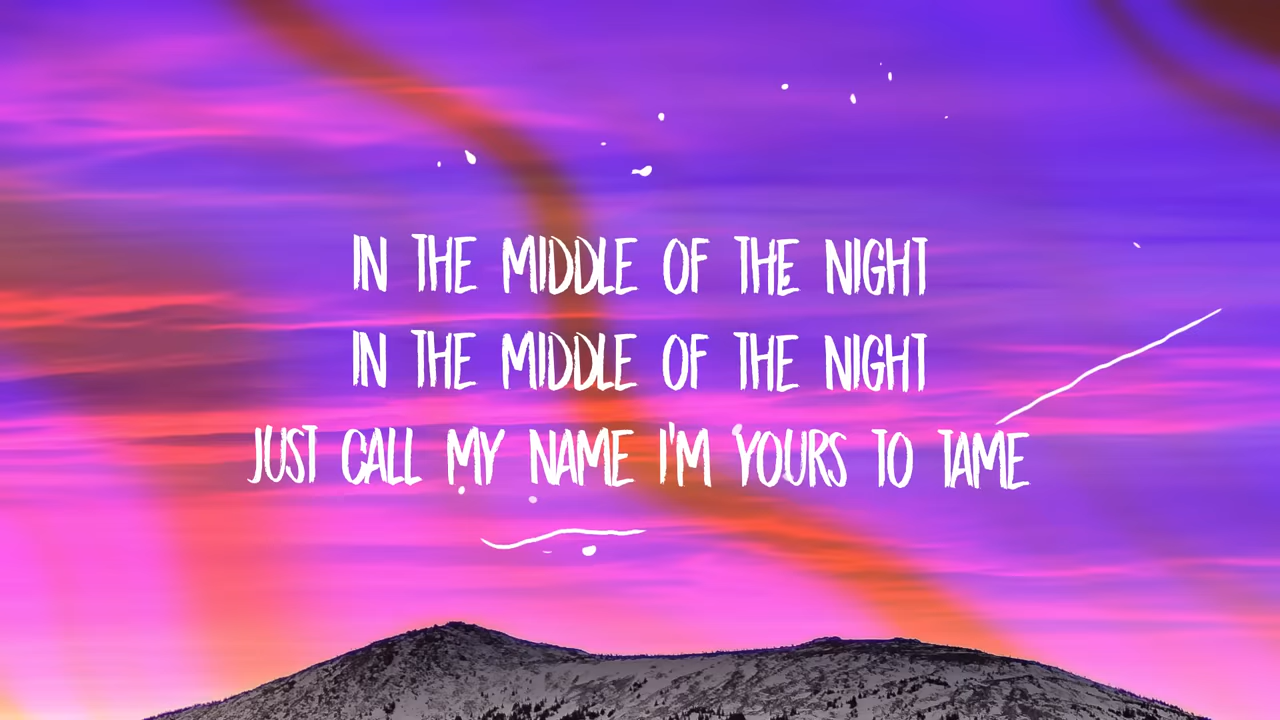 IN THE MIDDLE OF THE NIGHT
IN THE MIDDLE OF THE NIGHT
JUST CALL MY NAME I'M YOURS TO TAME